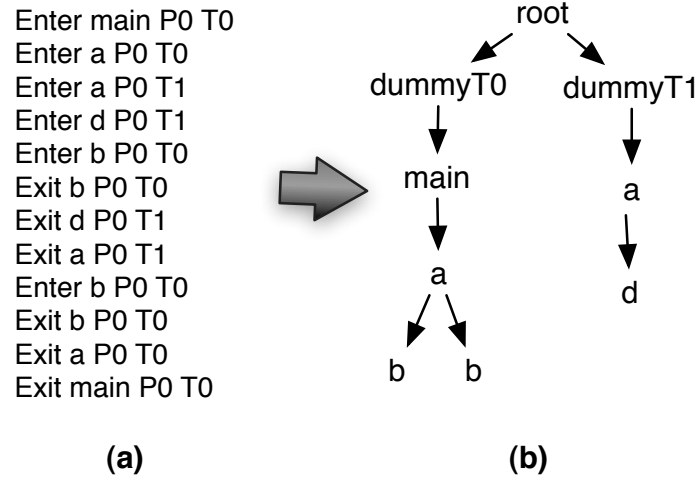 Enter main P0 T0
Enter a P0 T0
Enter a P0 T1
Enter d P0 T1
Enter b P0 T0
Exit b P0 T0
Exit d P0 T1
Exit a P0 T1
Enter b P0 T0
Exit b P0 T0
Exit a P0 T0
Exit main P0 T0
(a)
root
dummyT0 dummyT1
main a
a d
b b
(b)